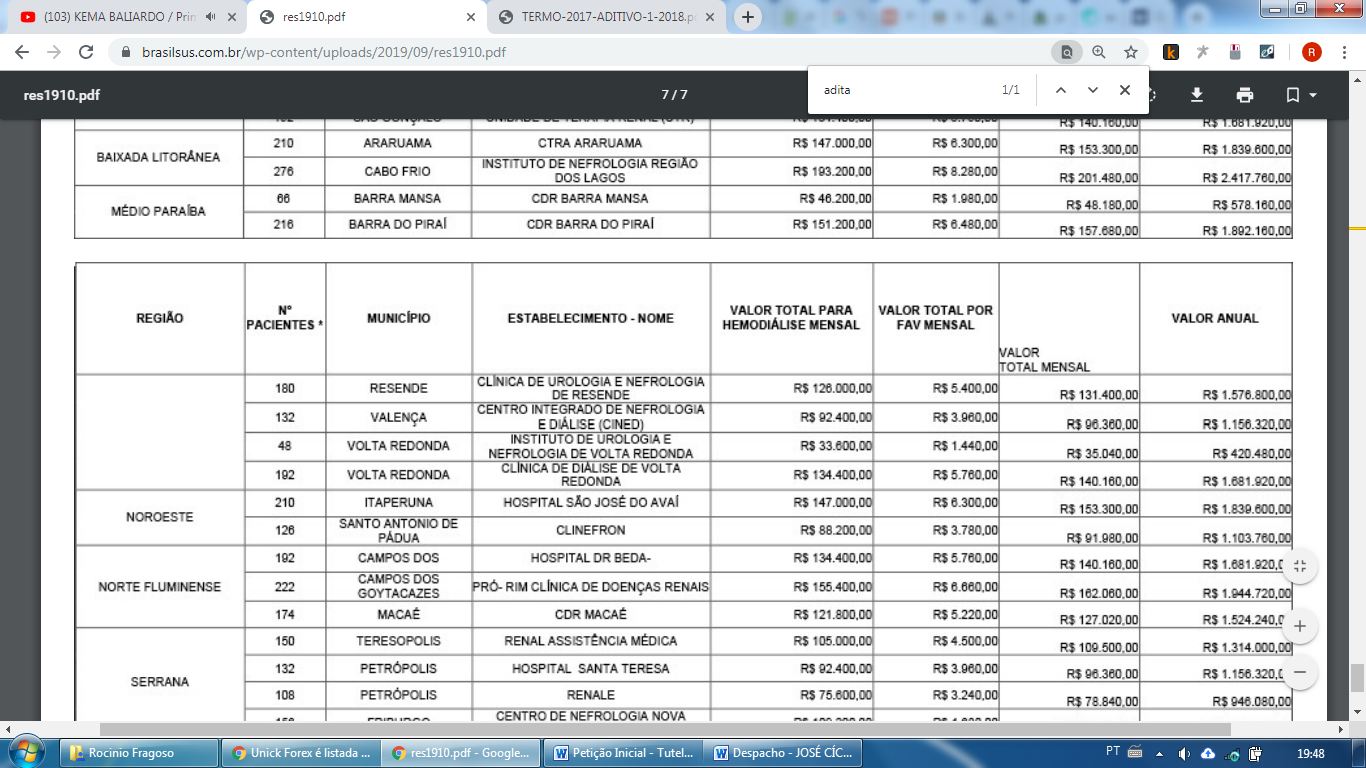 (103) KEMA BALIARDO / Prin
res1910.pdf
TERMO-2017-ADITIVO-1-2018.p
brasilsus.com.br/wp-content/uploads/2019/09/res1910.pdf
R
res1910.pdf
7 / 7
adita
1/1
R$ 140.160,00 R$ 1.681.920,00
BAIXADA LITORÂNEA
210 ARARUAMA CTRA ARARUAMA R$ 147.000,00 R$ 6.300,00 R$ 153.300,00 R$ 1.839.600,00
276 CABO FRIO INSTITUTO DE NEFROLOGIA REGIÃO
DOS LAGOS R$ 193.200,00 R$ 8.280,00 R$ 201.480,00 R$ 2.417.760,00
MÉDIO PARAÍBA
66 BARRA MANSA CDR BARRA MANSA R$ 46.200,00 R$ 1.980,00 R$ 48.180,00 R$ 578.160,00
216 BARRA DO PIRAÍ CDR BARRA DO PIRAÍ R$ 151.200,00 R$ 6.480,00 R$ 157.680,00 R$ 1.892.160,00
REGIÃO
N°
PACIENTES *
MUNICÍPIO
ESTABELECIMENTO - NOME
VALOR TOTAL PARA
HEMODIÁLISE MENSAL
VALOR TOTAL POR
FAV MENSAL
VALOR
TOTAL MENSAL
VALOR ANUAL
180 RESENDE CLÍNICA DE UROLOGIA E NEFROLOGIA
DE RESENDE R$ 126.000,00 R$ 5.400,00 R$ 131.400,00 R$ 1.576.800,00
132 VALENÇA CENTRO INTEGRADO DE NEFROLOGIA
E DIÁLISE (CINED) R$ 92.400,00 R$ 3.960,00 R$ 96.360,00 R$ 1.156.320,00
48 VOLTA REDONDA INSTITUTO DE UROLOGIA E
NEFROLOGIA DE VOLTA REDONDA R$ 33.600,00 R$ 1.440,00 R$ 35.040,00 R$ 420.480,00
192 VOLTA REDONDA CLÍNICA DE DIÁLISE DE VOLTA
REDONDA R$ 134.400,00 R$ 5.760,00 R$ 140.160,00 R$ 1.681.920,00
NOROESTE
210 ITAPERUNA HOSPITAL SÃO JOSÉ DO AVAÍ R$ 147.000,00 R$ 6.300,00 R$ 153.300,00 R$ 1.839.600,00
126 SANTO ANTONIO DE
PÁDUA CLINEFRON R$ 88.200,00 R$ 3.780,00 R$ 91.980,00 R$ 1.103.760,00
NORTE FLUMINENSE
192 CAMPOS DOS HOSPITAL DR BEDA- R$ 134.400,00 R$ 5.760,00 R$ 140.160,00 R$ 1.681.920,0
222 CAMPOS DOS
GOYTACAZES PRÓ- RIM CLÍNICA DE DOENÇAS RENAIS R$ 155.400,00 R$ 6.660,00 R$ 162.060,00 R$ 1.944.720,00
174 MACAÉ CDR MACAÉ R$ 121.800,00 R$ 5.220,00 R$ 127.020,00 R$ 1.524.240,00
SERRANA
150 TERESOPOLIS RENAL ASSISTÊNCIA MÉDICA R$ 105.000,00 R$ 4.500,00 R$ 109.500,00 R$ 1.314.000,00
132 PETRÓPOLIS HOSPITAL SANTA TERESA R$ 92.400,00 R$ 3.960,00 R$ 96.360,00 R$ 1.156.320,0
108 PETRÓPOLIS RENALE R$ 75.600,00 R$ 3.240,00 R$ 78.840,00 R$ 946.080,00
CENTRO DE NEFROLOGIA NOVA
Rocinio Fragoso
Unick Forex é listada ...
res1910.pdf - Google...
Petição Inicial - Tutel...
Despacho - JOSÉ CÍC...
PT
19:48